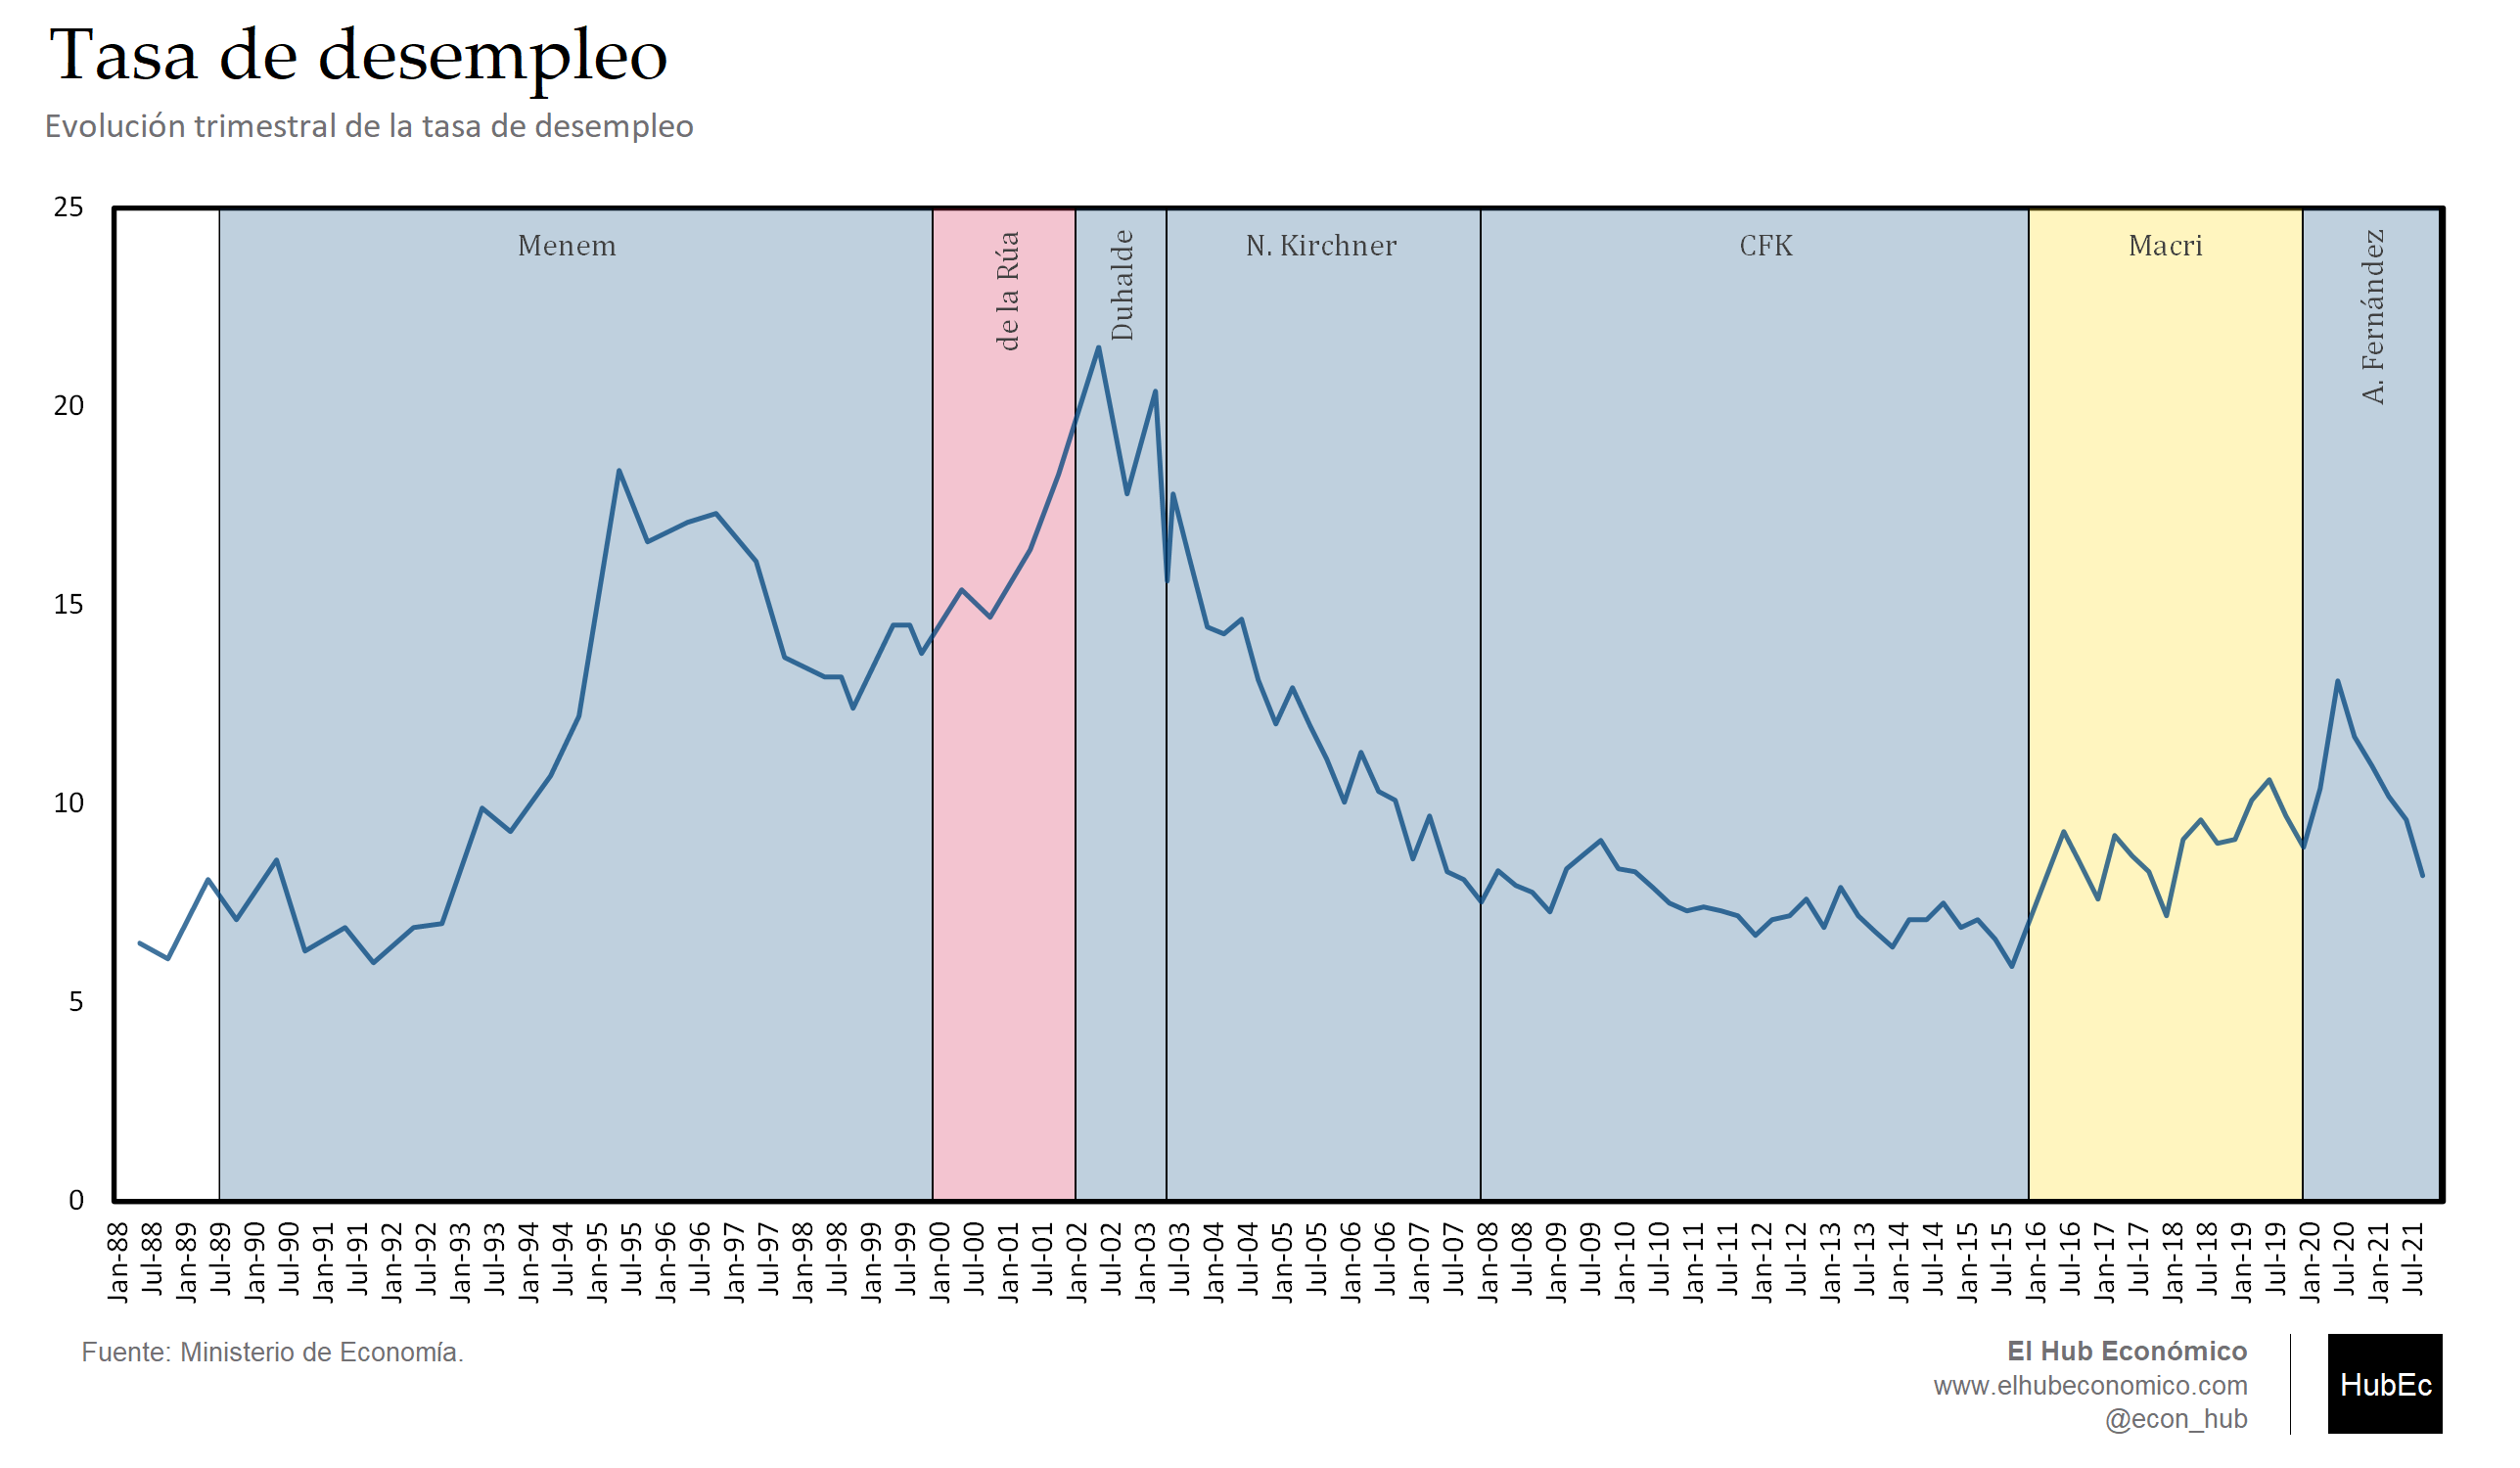 Tasa de desempleo
Evolución trimestral de la tasa de desempleo
25
20
15
10
5
0
Menem
de la Rúa
Duhalde
N. Kirchner
CFK
Macri
A. Fernández
Jan-88
Jul-88
Jan-89
Jul-89
Jan-90
Jul-90
Jan-91
Jul-91
Jan-92
Jul-92
Jan-93
Jul-93
Jan-94
Jul-94
Jan-95
Jul-95
Jan-96
Jul-96
Jan-97
Jul-97
Jan-98
Jul-98
Jan-99
Jul-99
Jan-00
Jul-00
Jan-01
Jul-01
Jan-02
Jul-02
Jan-03
Jul-03
Jan-04
Jul-04
Jan-05
Jul-05
Jan-06
Jul-06
Jan-07
Jul-07
Jan-08
Jul-08
Jan-09
Jul-09
Jan-10
Jul-10
Jan-11
Jul-11
Jan-12
Jul-12
Jan-13
Jul-13
Jan-14
Jul-14
Jan-15
Jul-15
Jan-16
Jul-16
Jan-17
Jul-17
Jan-18
Jul-18
Jan-19
Jul-19
Jan-20
Jul-20
Jan-21
Jul-21
Fuente: Ministerio de Economía.
El Hub Económico
www.elhubeconomico.com
@econ_hub
HubEc